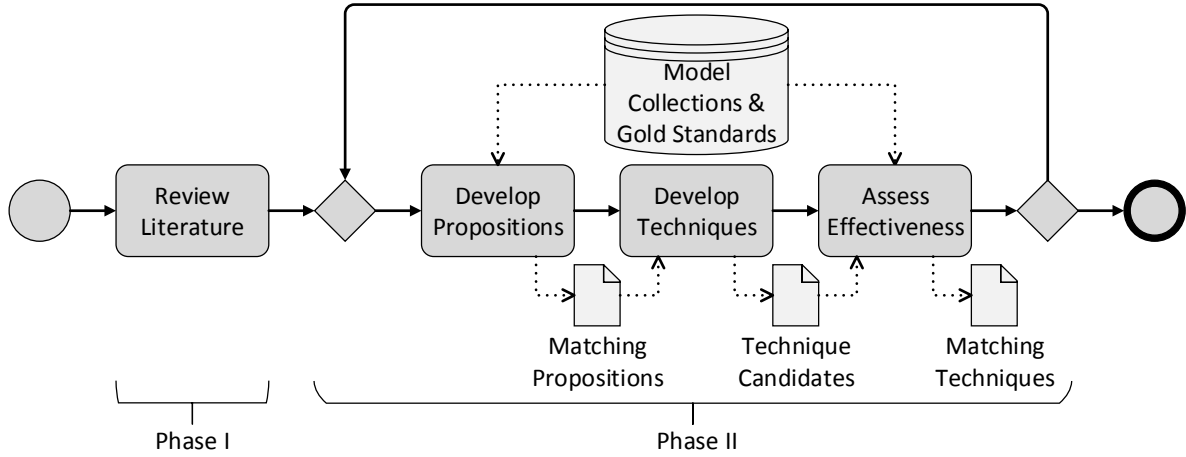 Model
Collections &
Gold Standards
Review
Literature
Develop
Propositions
Develop
Techniques
Assess
Effectiveness
Matching
Propositions
Technique
Candidates
Matching
Techniques
Phase I
Phase II